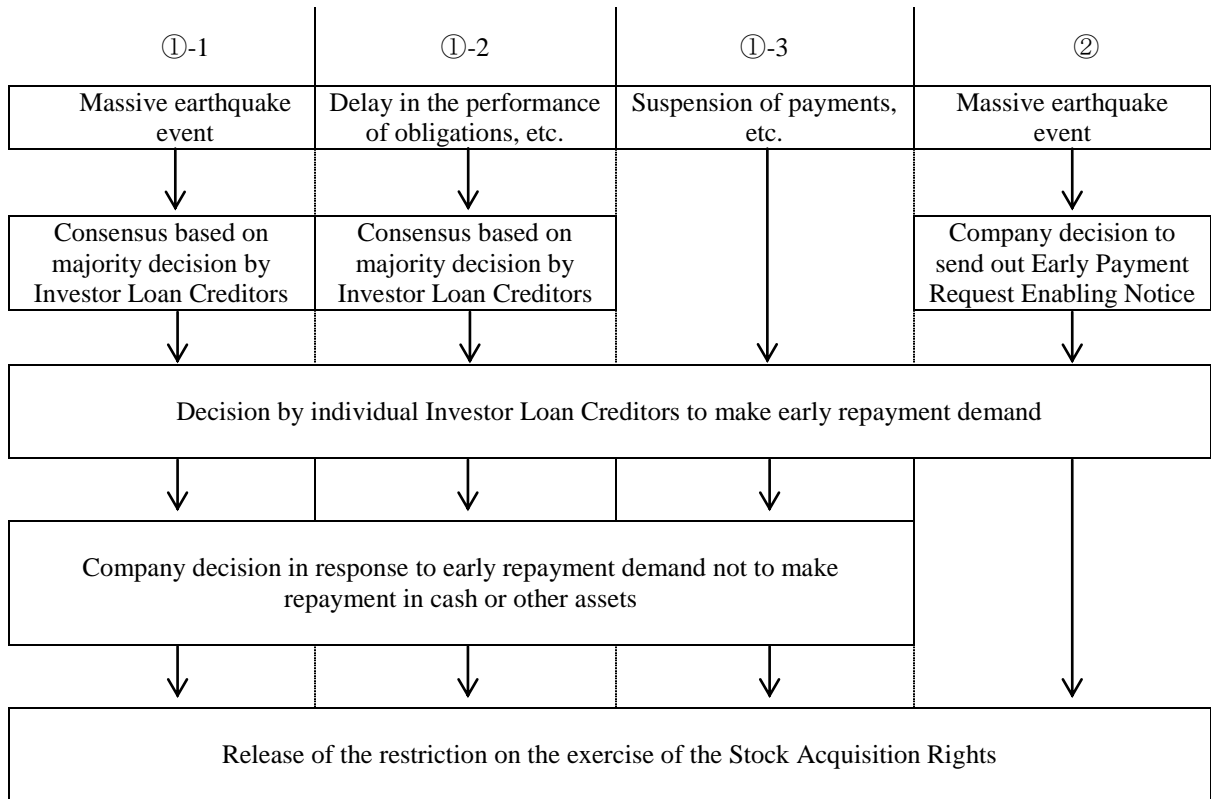 ①-1
①-2
①-3
②
Massive earthquake
event
Delay in the performance
of obligations, etc.
Suspension of payments,
etc.
Massive earthquake
event
Consensus based on
majority decision by
Investor Loan Creditors
Consensus based on
majority decision by
Investor Loan Creditors
Company decision to
send out Early Payment
Request Enabling Notice
Decision by individual Investor Loan Creditors to make early repayment demand
Company decision in response to early repayment demand not to make
repayment in cash or other assets
Release of the restriction on the exercise of the Stock Acquisition Rights